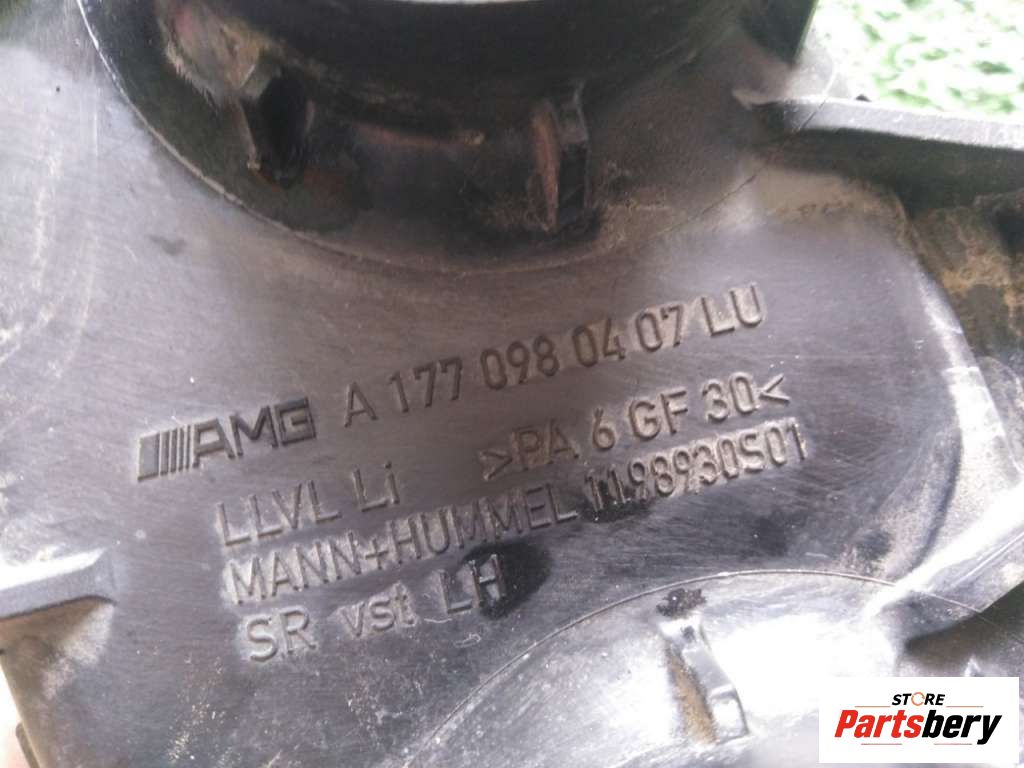 AMG A 177 098 04 07 LU
LLVL Li >PA 6 GF 30<
MANN+HUMMEL 1198930S01
SR vst LH
STORE
Partsbery